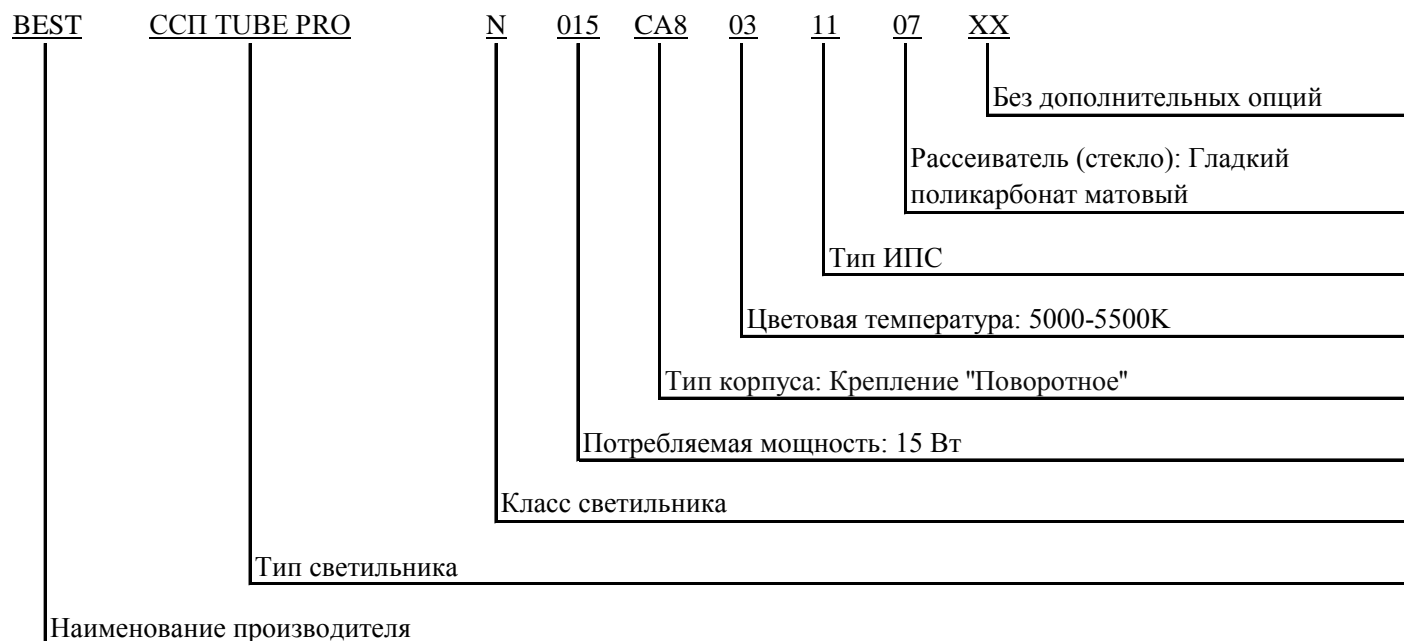 BEST ССП TUBE PRO N 015 CA8 03 11 07 XX
Без дополнительных опций
Рассеиватель (стекло): Гладкий
поликарбонат матовый
Тип ИПС
Цветовая температура: 5000-5500K
Тип корпуса: Крепление "Поворотное"
Потребляемая мощность: 15 Вт
Класс светильника
Тип светильника
Наименование производителя